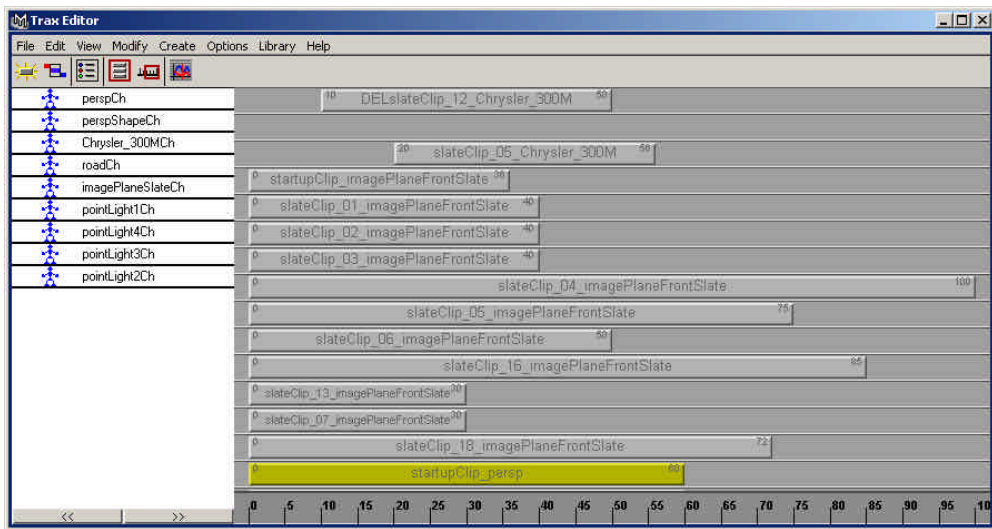 Trax Editor
File Edit View Modify Create Options Library Help
perspCh
perspShapeCh
Chrysler_300MCh
roadCh
imagePlaneSlateCh
pointLight1Ch
pointLight4Ch
pointLight3Ch
pointLight2Ch
10 DELslateClip_12_Chrysler_300M 50
20 slateClip_05_Chrysler_300M 56
0 startupClip_imagePlaneFrontSlate 36
0 slateClip_01_imagePlaneFrontSlate 40
0 slateClip_02_imagePlaneFrontSlate 40
0 slateClip_03_imagePlaneFrontSlate 40
0 slateClip_04_imagePlaneFrontSlate 100
0 slateClip_05_imagePlaneFrontSlate 75
0 slateClip_06_imagePlaneFrontSlate 50
0 slateClip_16_imagePlaneFrontSlate 85
0 slateClip_13_imagePlaneFrontSlate 30
0 slateClip_07_imagePlaneFrontSlate 30
0 slateClip_18_imagePlaneFrontSlate 72
0 startupClip_persp 60
<< >> 0 5 10 15 20 25 30 35 40 45 50 55 60 65 70 75 80 85 90 95 10